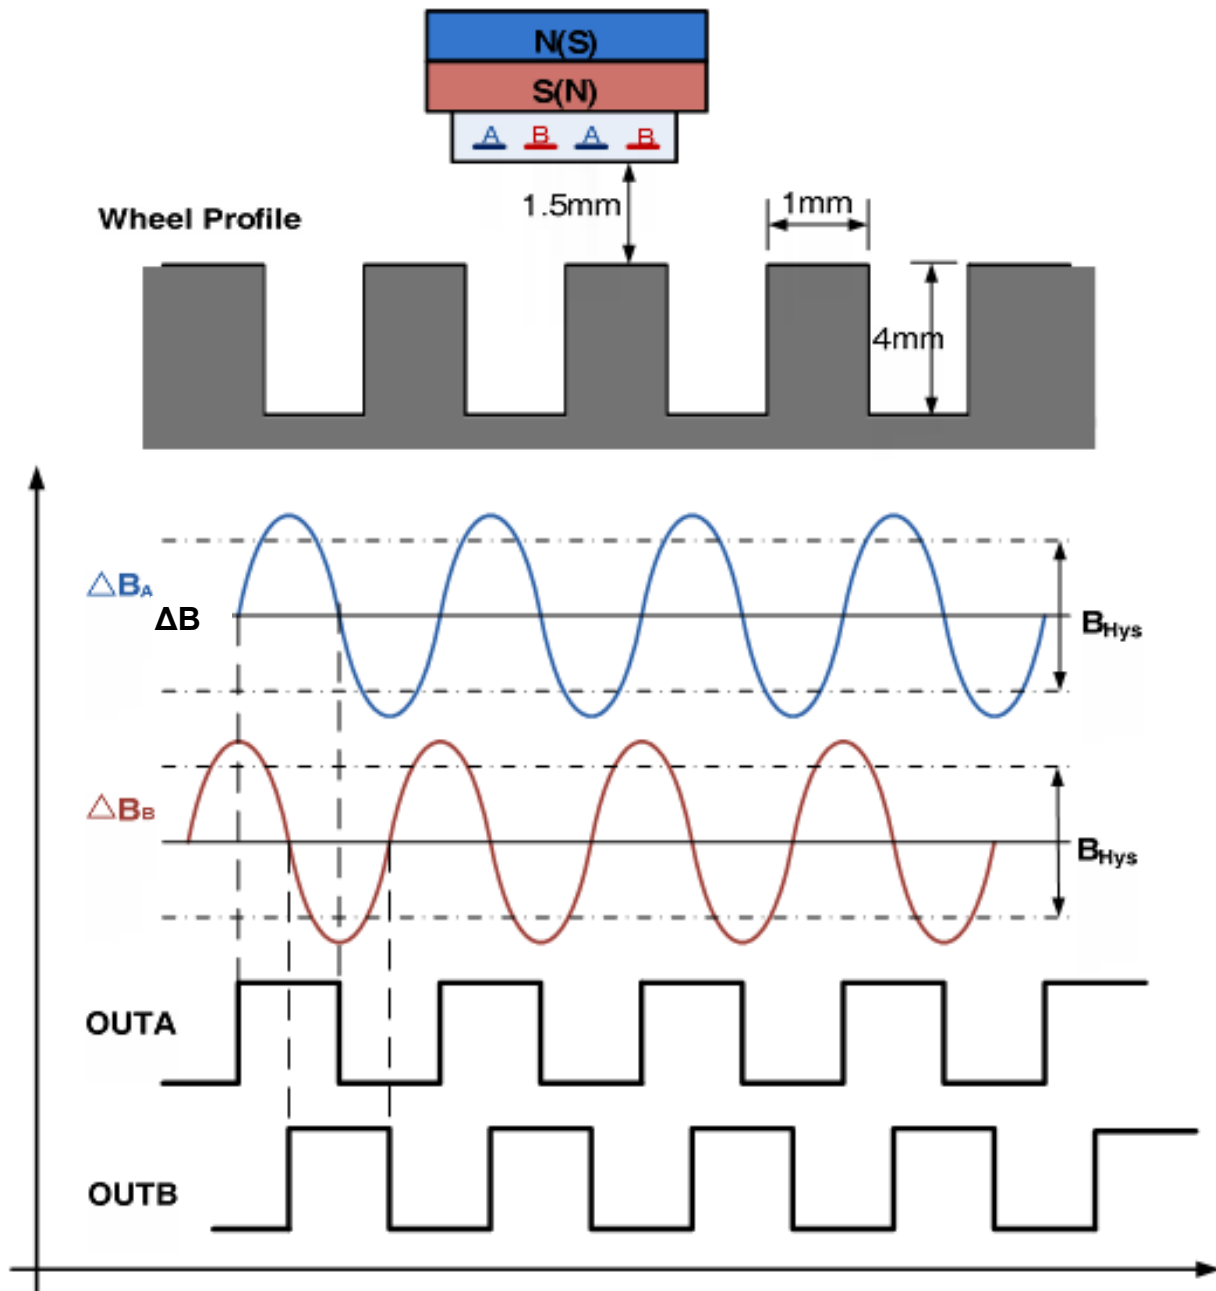 N(S)
S(N)
A B A B
1.5mm
1mm
Wheel Profile
4mm
△BA
ΔB
BHys
△BB
BHys
OUTA
OUTB